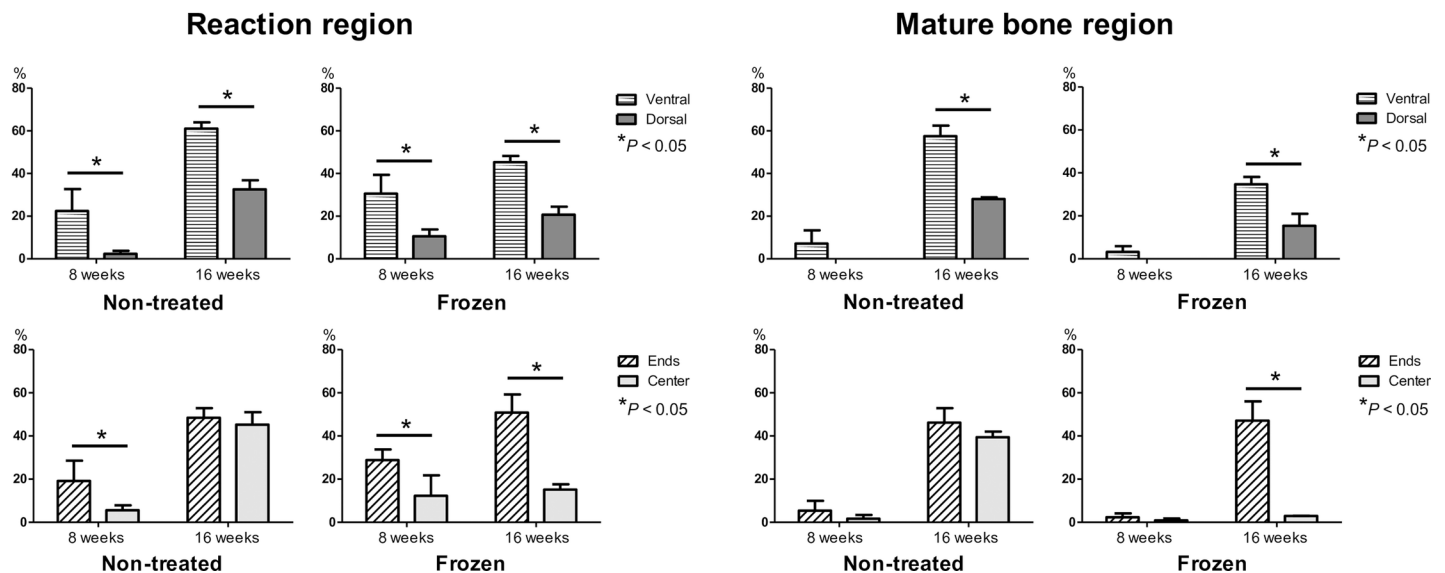 Reaction region
Mature bone region
%
80
60
40
20
0
*
*
8 weeks
16 weeks
Non-treated
%
80
60
40
20
0
*
*
8 weeks
16 weeks
Frozen
Ventral
Dorsal
*P < 0.05
%
80
60
40
20
0
*
8 weeks
16 weeks
Non-treated
%
80
60
40
20
0
*
8 weeks
16 weeks
Frozen
Ventral
Dorsal
*P < 0.05
%
80
60
40
20
0
*
8 weeks
16 weeks
Non-treated
%
80
60
40
20
0
*
*
8 weeks
16 weeks
Frozen
Ends
Center
*P < 0.05
%
80
60
40
20
0
8 weeks
16 weeks
Non-treated
%
80
60
40
20
0
*
8 weeks
16 weeks
Frozen
Ends
Center
*P < 0.05